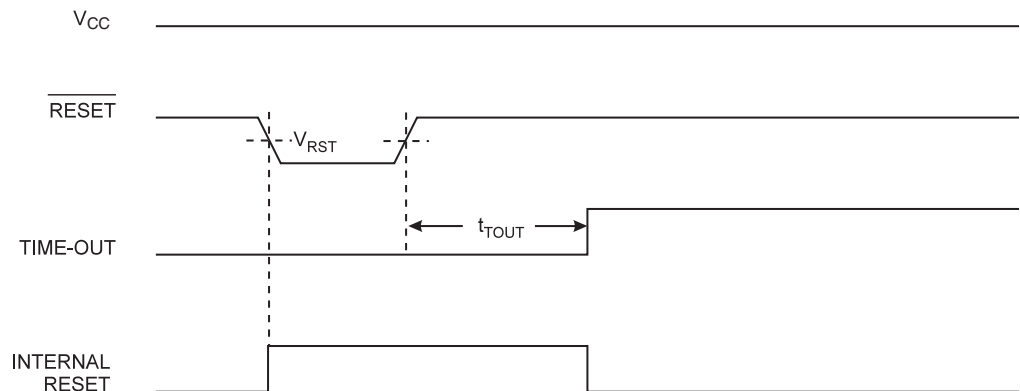 VCC
RESET
VRST
tTOUT
TIME-OUT
INTERNAL
RESET